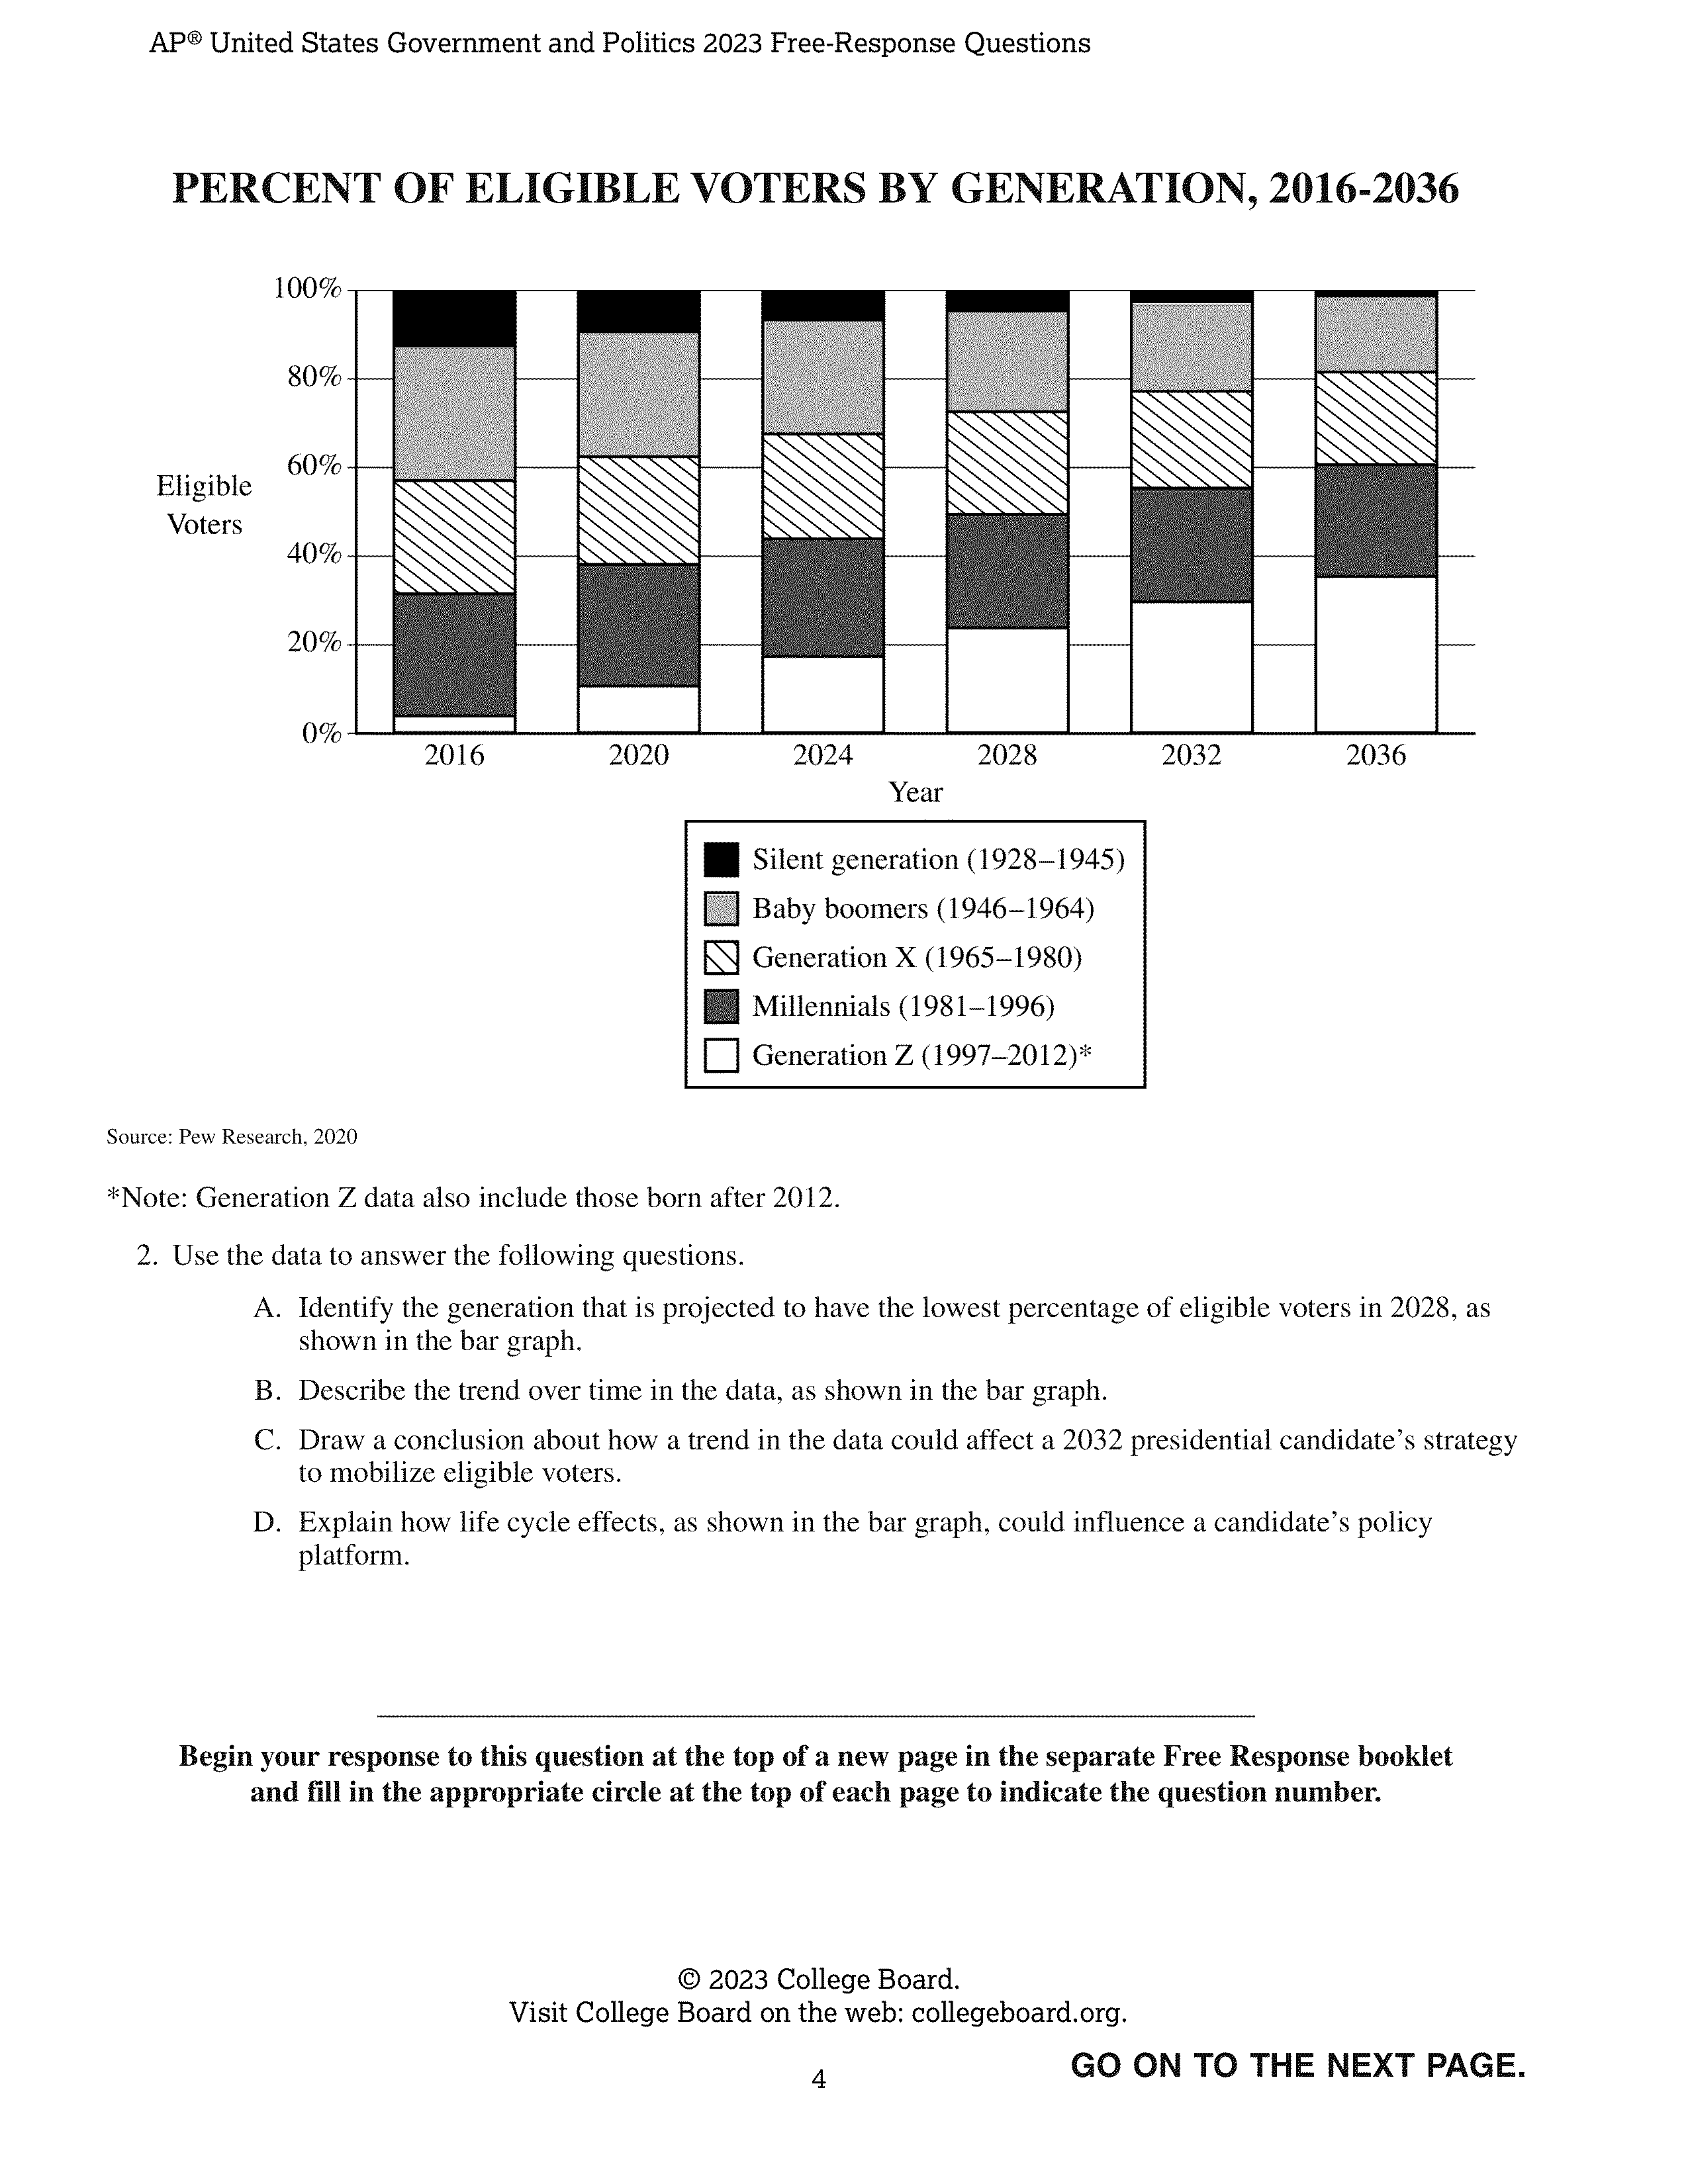 AP® United States Government and Politics 2023 Free-Response Questions
PERCENT OF ELIGIBLE VOTERS BY GENERATION, 2016-2036
100%
80%
60%
40%
20%
0%
Eligible
Voters
2016 2020 2024 2028 2032 2036
Year
Silent generation (1928–1945)
Baby boomers (1946–1964)
Generation X (1965–1980)
Millennials (1981–1996)
Generation Z (1997–2012)*
Source: Pew Research, 2020
*Note: Generation Z data also include those born after 2012.
2. Use the data to answer the following questions.
A. Identify the generation that is projected to have the lowest percentage of eligible voters in 2028, as
shown in the bar graph.
B. Describe the trend over time in the data, as shown in the bar graph.
C. Draw a conclusion about how a trend in the data could affect a 2032 presidential candidate’s strategy
to mobilize eligible voters.
D. Explain how life cycle effects, as shown in the bar graph, could influence a candidate’s policy
platform.
Begin your response to this question at the top of a new page in the separate Free Response booklet
and fill in the appropriate circle at the top of each page to indicate the question number.
© 2023 College Board.
Visit College Board on the web: collegeboard.org.
4
GO ON TO THE NEXT PAGE.